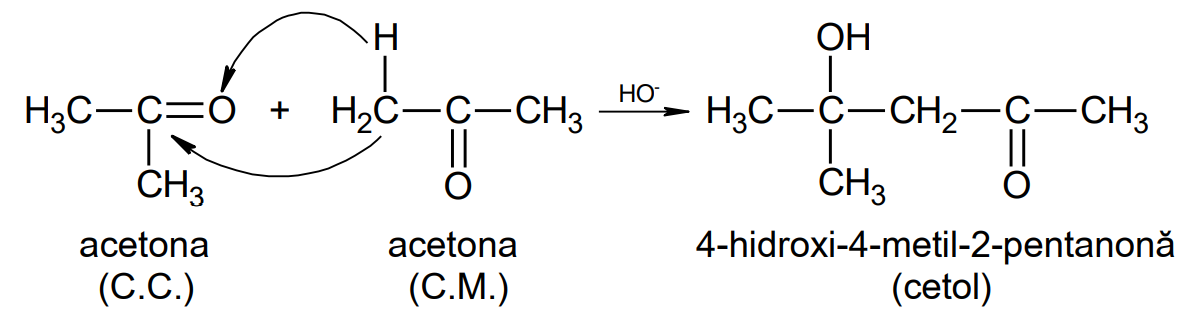 H OH
H₃C—C=O + H₂C—C—CH₃ HO⁻ H₃C—C—CH₂—C—CH₃
CH₃ O CH₃ O
acetona acetona 4-hidroxi-4-metil-2-pentanonă
(C.C.) (C.M.) (cetol)